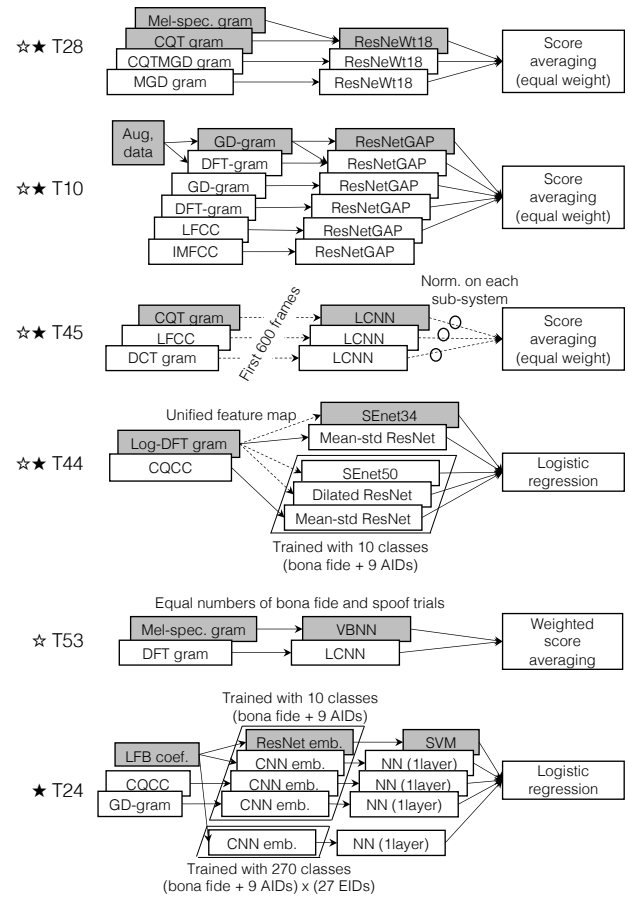 ☆★ T28
Mel-spec. gram
CQT gram
CQTMGD gram
MGD gram
ResNeWt18
ResNeWt18
ResNeWt18
Score
averaging
(equal weight)
☆★ T10
Aug,
data
GD-gram
DFT-gram
GD-gram
DFT-gram
LFCC
IMFCC
ResNetGAP
ResNetGAP
ResNetGAP
ResNetGAP
ResNetGAP
ResNetGAP
Score
averaging
(equal weight)
☆★ T45
CQT gram
LFCC
DCT gram
First 600 frames
LCNN
LCNN
LCNN
Norm. on each
sub-system
Score
averaging
(equal weight)
☆★ T44
Unified feature map
Log-DFT gram
CQCC
SEnet34
Mean-std ResNet
SEnet50
Dilated ResNet
Mean-std ResNet
Trained with 10 classes
(bona fide + 9 AIDs)
Logistic
regression
☆ T53
Equal numbers of bona fide and spoof trials
Mel-spec. gram
DFT gram
VBNN
LCNN
Weighted
score
averaging
★ T24
Trained with 10 classes
(bona fide + 9 AIDs)
LFB coef.
CQCC
GD-gram
ResNet emb.
CNN emb.
CNN emb.
CNN emb.
CNN emb.
SVM
NN (1layer)
NN (1layer)
NN (1layer)
NN (1layer)
Trained with 270 classes
(bona fide + 9 AIDs) x (27 EIDs)
Logistic
regression